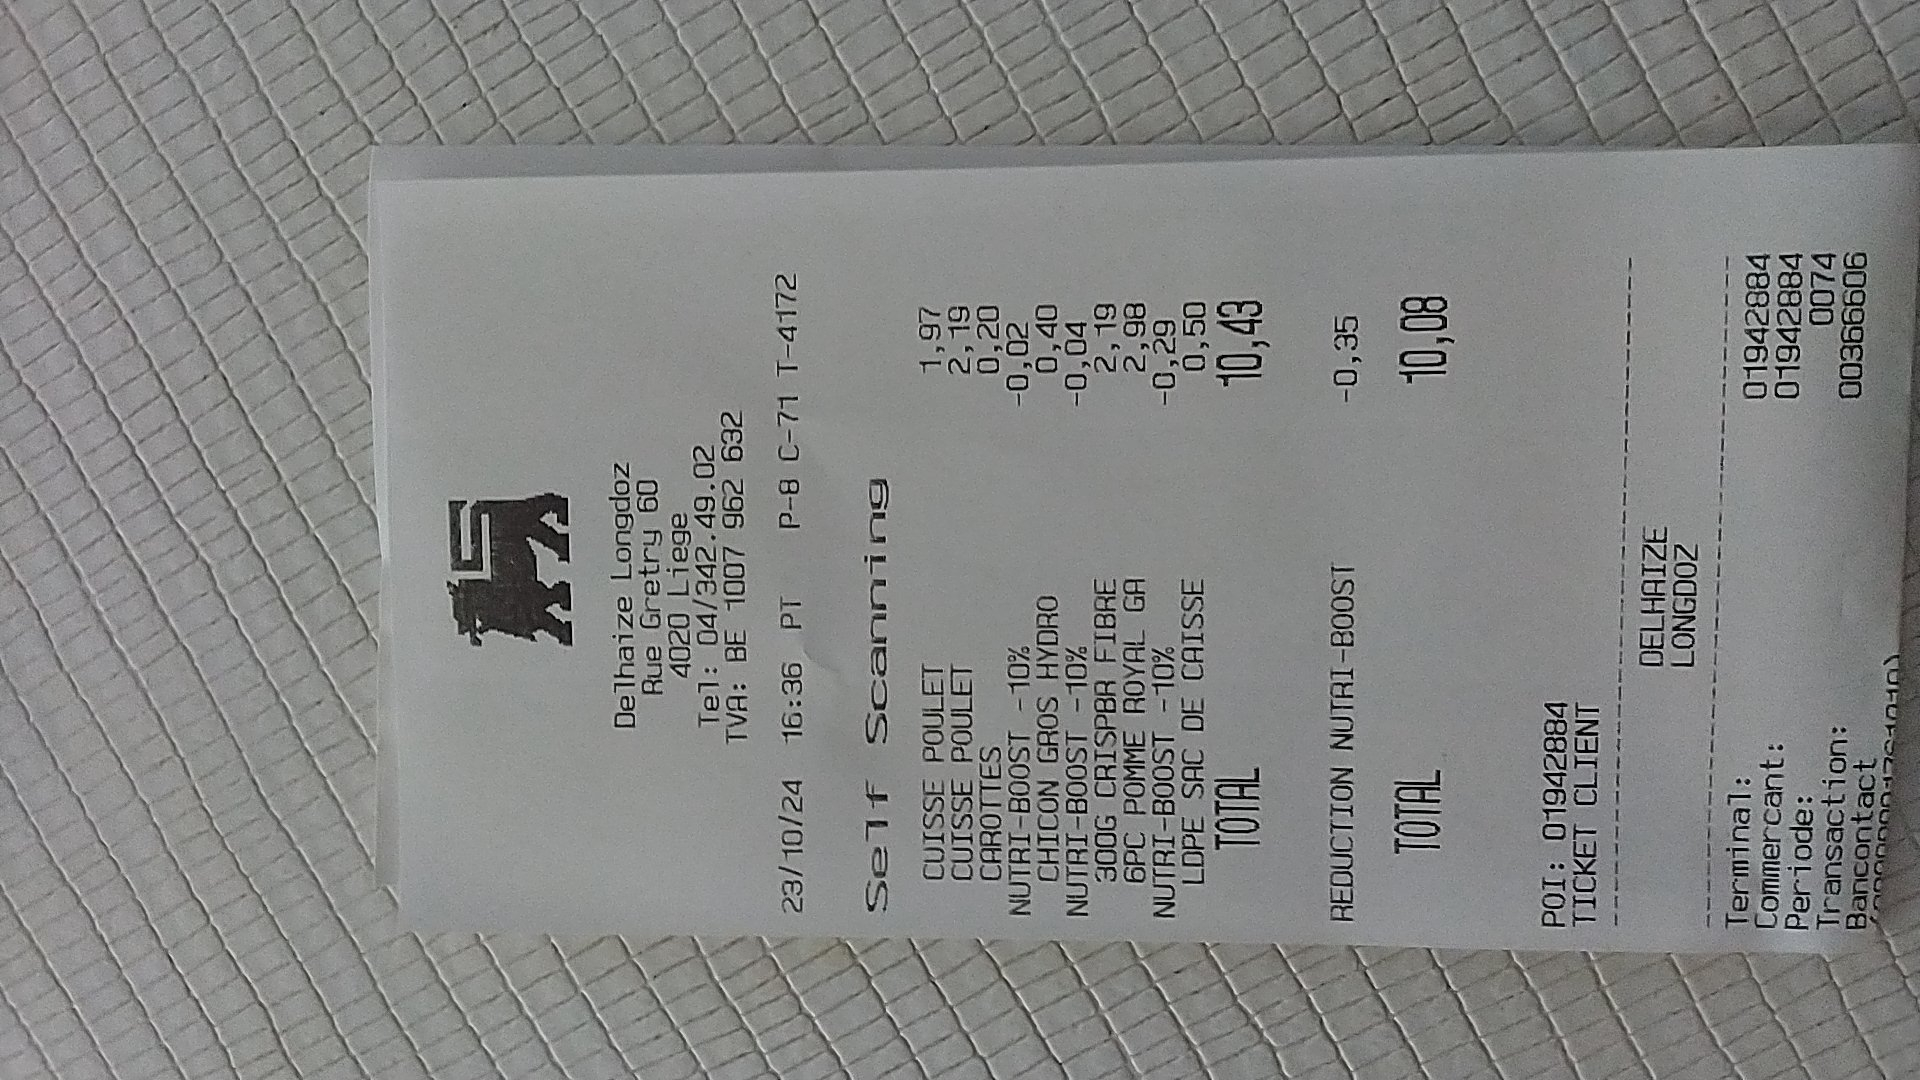 Delhaize Longdoz
Rue Gretry 60
4020 Liege
Tel: 04/342.49.02
TVA: BE 1007 962 632
23/10/24 16:36 PT P-8 C-71 T-4172
Self Scanning
CUISSE POULET 1,97
CUISSE POULET 2,19
CAROTTES 0,20
NUTRI-BOOST -10% -0,02
CHICON GROS HYDRO 0,40
NUTRI-BOOST -10% -0,04
300G CRISPBR FIBRE 2,19
6PC POMME ROYAL GA 2,98
NUTRI-BOOST -10% -0,29
LDPE SAC DE CAISSE 0,50
TOTAL 10,43
REDUCTION NUTRI-BOOST -0,35
TOTAL 10,08
POI: 01942884
TICKET CLIENT
--------------------------------
DELHAIZE
LONGDOZ
--------------------------------
Terminal: 01942884
Commercant: 01942884
Periode: 0074
Transaction: 00366606
Bancontact